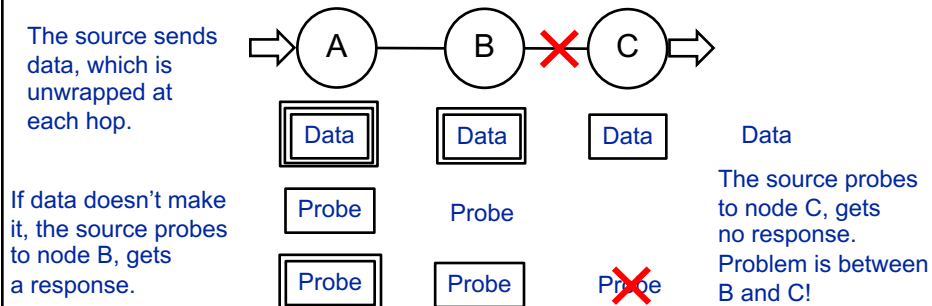 The source sends
data, which is
unwrapped at
each hop.
A
B
C
Data
Data
Data
Data
If data doesn’t make
it, the source probes
to node B, gets
a response.
Probe
Probe
Probe
Probe
Probe
The source probes
to node C, gets
no response.
Problem is between
B and C!